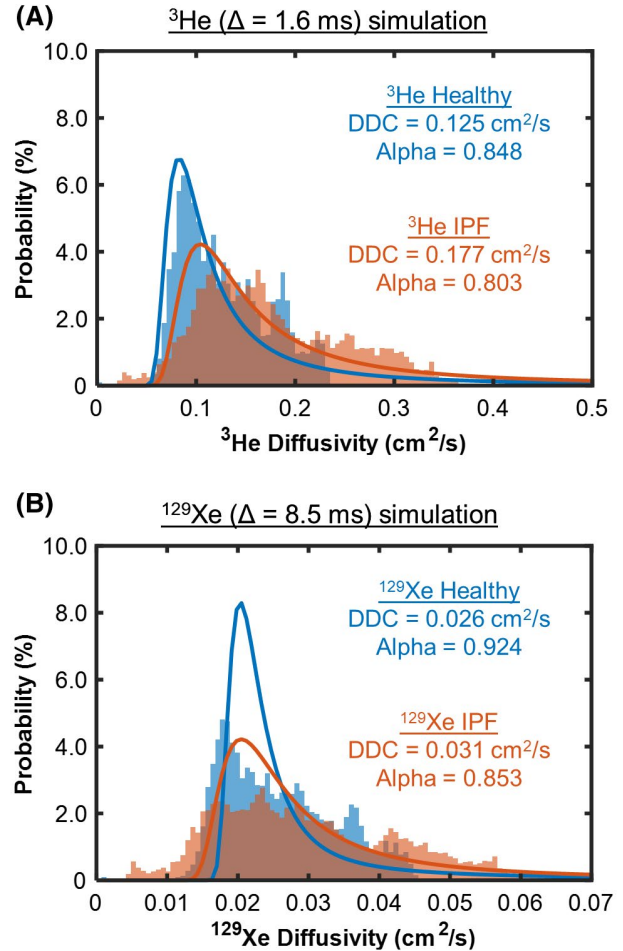 (A)
³He (Δ = 1.6 ms) simulation
10.0
8.0
6.0
4.0
2.0
0
Probability (%)
³He Healthy
DDC = 0.125 cm²/s
Alpha = 0.848
³He IPF
DDC = 0.177 cm²/s
Alpha = 0.803
0 0.1 0.2 0.3 0.4 0.5
³He Diffusivity (cm²/s)
(B)
¹²⁹Xe (Δ = 8.5 ms) simulation
10.0
8.0
6.0
4.0
2.0
0
Probability (%)
¹²⁹Xe Healthy
DDC = 0.026 cm²/s
Alpha = 0.924
¹²⁹Xe IPF
DDC = 0.031 cm²/s
Alpha = 0.853
0 0.01 0.02 0.03 0.04 0.05 0.06 0.07
¹²⁹Xe Diffusivity (cm²/s)